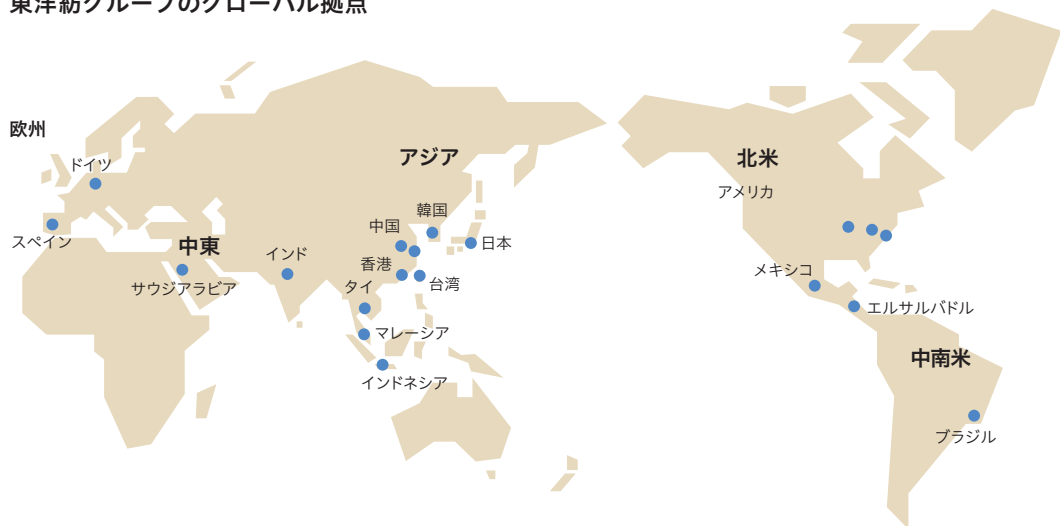 東洋紡グループのグローバル拠点
欧州
ドイツ
スペイン
中東
サウジアラビア
アジア
インド
中国
韓国
日本
香港
台湾
タイ
マレーシア
インドネシア
北米
アメリカ
メキシコ
エルサルバドル
中南米
ブラジル